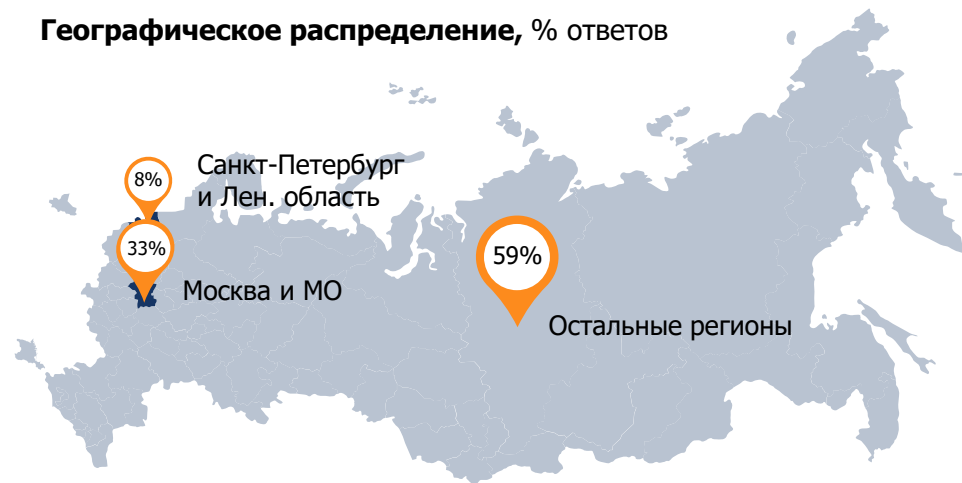 Географическое распределение, % ответов
8%
Санкт-Петербург
и Лен. область
33%
Москва и МО
59%
Остальные регионы